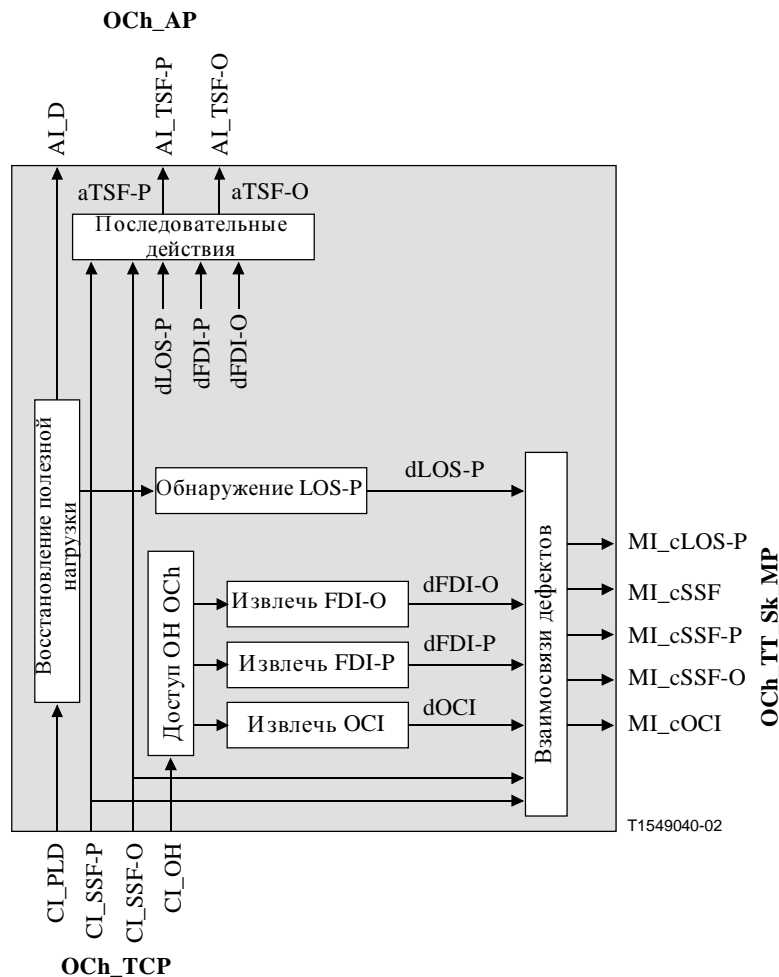 OCh_AP
AI_D
AI_TSF-P
AI_TSF-O
aTSF-P
aTSF-O
Последовательные
действия
dLOS-P
dFDI-P
dFDI-O
Восстановление полезной
нагрузки
Обнаружение LOS-P
dLOS-P
Доступ OH OCh
Извлечь FDI-O
dFDI-O
Извлечь FDI-P
dFDI-P
Извлечь OCI
dOCI
Взаимосвязи дефектов
MI_cLOS-P
MI_cSSF
MI_cSSF-P
MI_cSSF-O
MI_cOCI
OCh_TT_Sk_MP
T1549040-02
CI_PLD
CI_SSF-P
CI_SSF-O
CI_OH
OCh_TCP